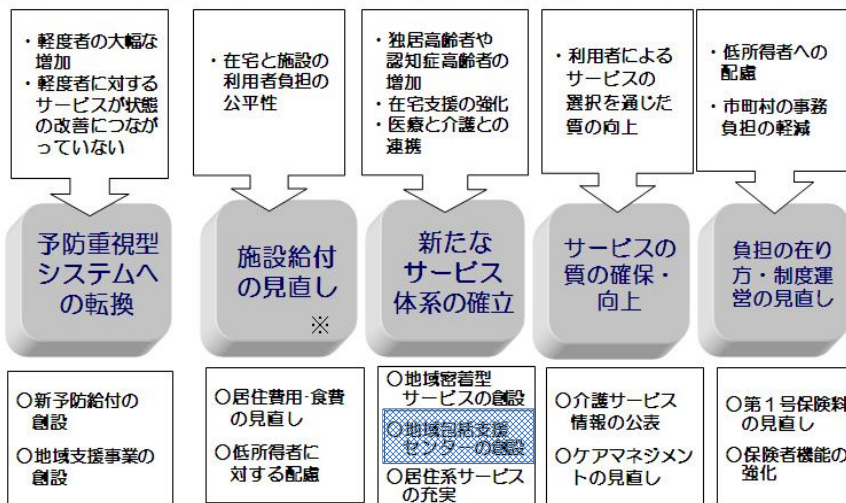 ・軽度者の大幅な
増加
・軽度者に対する
サービスが状態
の改善につなが
っていない
・在宅と施設の
利用者負担の
公平性
・独居高齢者や
認知症高齢者の
増加
・在宅支援の強化
・医療と介護との
連携
・利用者による
サービスの
選択を通じた
質の向上
・低所得者への
配慮
・市町村の事務
負担の軽減
予防重視型
システムへ
の転換
施設給付
の見直し
※
新たな
サービス
体系の確立
サービスの
質の確保・
向上
負担の在り
方・制度運
営の見直し
○新予防給付の
創設
○地域支援事業の
創設
○居住費用・食費
の見直し
○低所得者に
対する配慮
○地域密着型
サービスの創設
○地域包括支援
センターの創設
○居住系サービス
の充実
○介護サービス
情報の公表
○ケアマネジメン
トの見直し
○第1号保険料
の見直し
○保険者機能の
強化